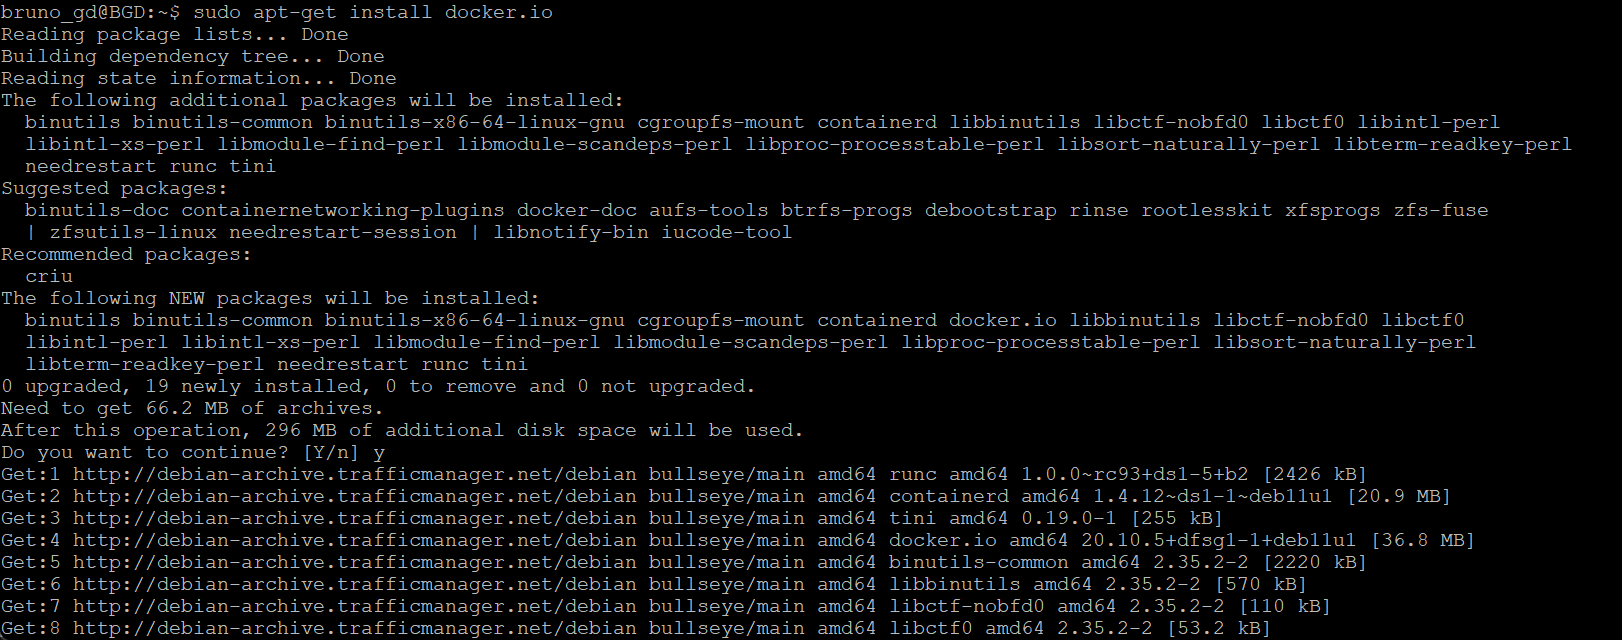 bruno_gd@BGD:~$ sudo apt-get install docker.io
Reading package lists... Done
Building dependency tree... Done
Reading state information... Done
The following additional packages will be installed:
  binutils binutils-common binutils-x86-64-linux-gnu cgroupfs-mount containerd libbinutils libctf-nobfd0 libctf0 libintl-perl
  libintl-xs-perl libmodule-find-perl libmodule-scandeps-perl libproc-processtable-perl libsort-naturally-perl libterm-readkey-perl
  needrestart runc tini
Suggested packages:
  binutils-doc containernetworking-plugins docker-doc aufs-tools btrfs-progs debootstrap rinse rootlesskit xfsprogs zfs-fuse
  | zfsutils-linux needrestart-session | libnotify-bin iucode-tool
Recommended packages:
  criu
The following NEW packages will be installed:
  binutils binutils-common binutils-x86-64-linux-gnu cgroupfs-mount containerd docker.io libbinutils libctf-nobfd0 libctf0
  libintl-perl libintl-xs-perl libmodule-find-perl libmodule-scandeps-perl libproc-processtable-perl libsort-naturally-perl
  libterm-readkey-perl needrestart runc tini
0 upgraded, 19 newly installed, 0 to remove and 0 not upgraded.
Need to get 66.2 MB of archives.
After this operation, 296 MB of additional disk space will be used.
Do you want to continue? [Y/n] y
Get:1 http://debian-archive.trafficmanager.net/debian bullseye/main amd64 runc amd64 1.0.0~rc93+ds1-5+b2 [2426 kB]
Get:2 http://debian-archive.trafficmanager.net/debian bullseye/main amd64 containerd amd64 1.4.12~ds1-1~deb11u1 [20.9 MB]
Get:3 http://debian-archive.trafficmanager.net/debian bullseye/main amd64 tini amd64 0.19.0-1 [255 kB]
Get:4 http://debian-archive.trafficmanager.net/debian bullseye/main amd64 docker.io amd64 20.10.5+dfsg1-1+deb11u1 [36.8 MB]
Get:5 http://debian-archive.trafficmanager.net/debian bullseye/main amd64 binutils-common amd64 2.35.2-2 [2220 kB]
Get:6 http://debian-archive.trafficmanager.net/debian bullseye/main amd64 libbinutils amd64 2.35.2-2 [570 kB]
Get:7 http://debian-archive.trafficmanager.net/debian bullseye/main amd64 libctf-nobfd0 amd64 2.35.2-2 [110 kB]
Get:8 http://debian-archive.trafficmanager.net/debian bullseye/main amd64 libctf0 amd64 2.35.2-2 [53.2 kB]